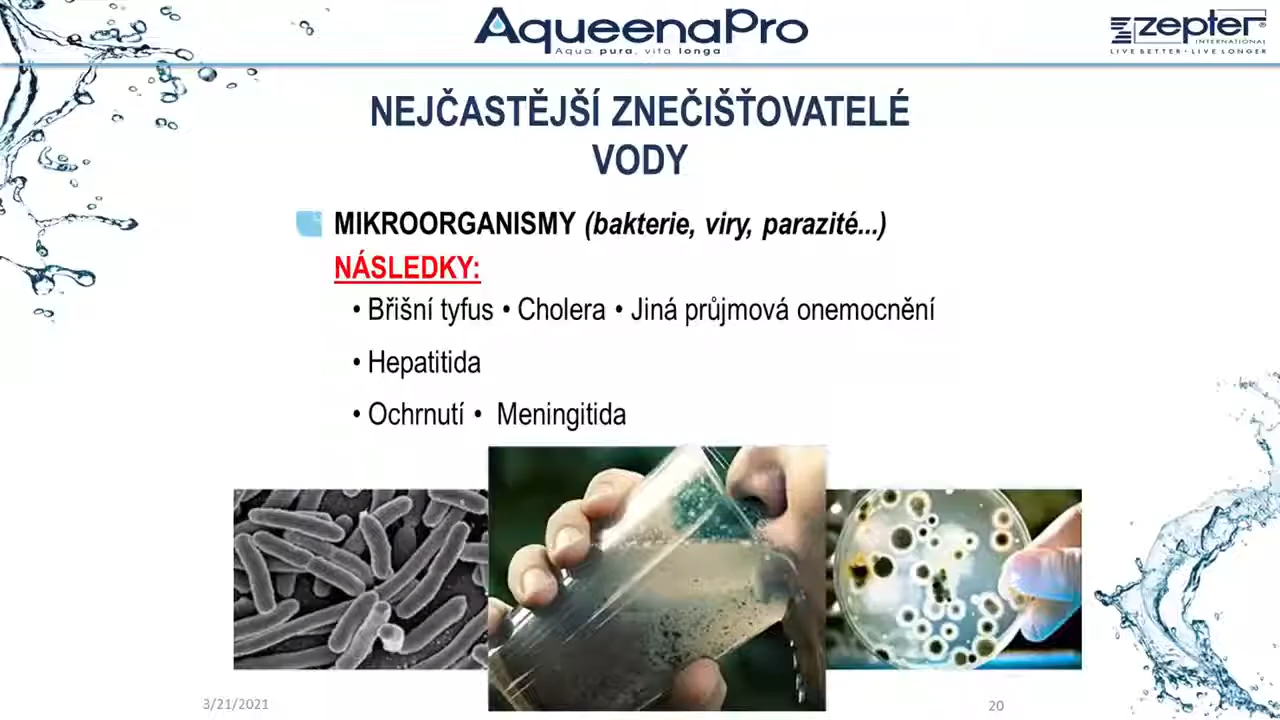 AqueenaPro
Aqua pura, vita longa
zepter
INTERNATIONAL
LIVE BETTER • LIVE LONGER
NEJČASTĚJŠÍ ZNEČIŠŤOVATELÉ
VODY
MIKROORGANISMY (bakterie, viry, parazité...)
NÁSLEDKY:
• Břišní tyfus • Cholera • Jiná průjmová onemocnění
• Hepatitida
• Ochrnutí • Meningitida
3/21/2021
20